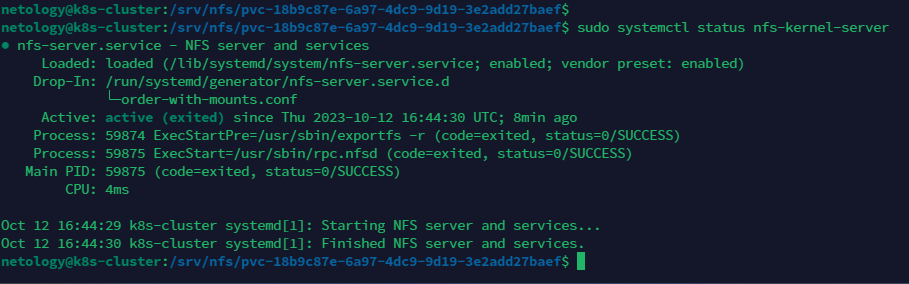 netology@k8s-cluster:/srv/nfs/pvc-18b9c87e-6a97-4dc9-9d19-3e2add27baef$
netology@k8s-cluster:/srv/nfs/pvc-18b9c87e-6a97-4dc9-9d19-3e2add27baef$ sudo systemctl status nfs-kernel-server
● nfs-server.service - NFS server and services
Loaded: loaded (/lib/systemd/system/nfs-server.service; enabled; vendor preset: enabled)
Drop-In: /run/systemd/generator/nfs-server.service.d
└─order-with-mounts.conf
Active: active (exited) since Thu 2023-10-12 16:44:30 UTC; 8min ago
Process: 59874 ExecStartPre=/usr/sbin/exportfs -r (code=exited, status=0/SUCCESS)
Process: 59875 ExecStart=/usr/sbin/rpc.nfsd (code=exited, status=0/SUCCESS)
Main PID: 59875 (code=exited, status=0/SUCCESS)
CPU: 4ms
Oct 12 16:44:29 k8s-cluster systemd[1]: Starting NFS server and services...
Oct 12 16:44:30 k8s-cluster systemd[1]: Finished NFS server and services.
netology@k8s-cluster:/srv/nfs/pvc-18b9c87e-6a97-4dc9-9d19-3e2add27baef$